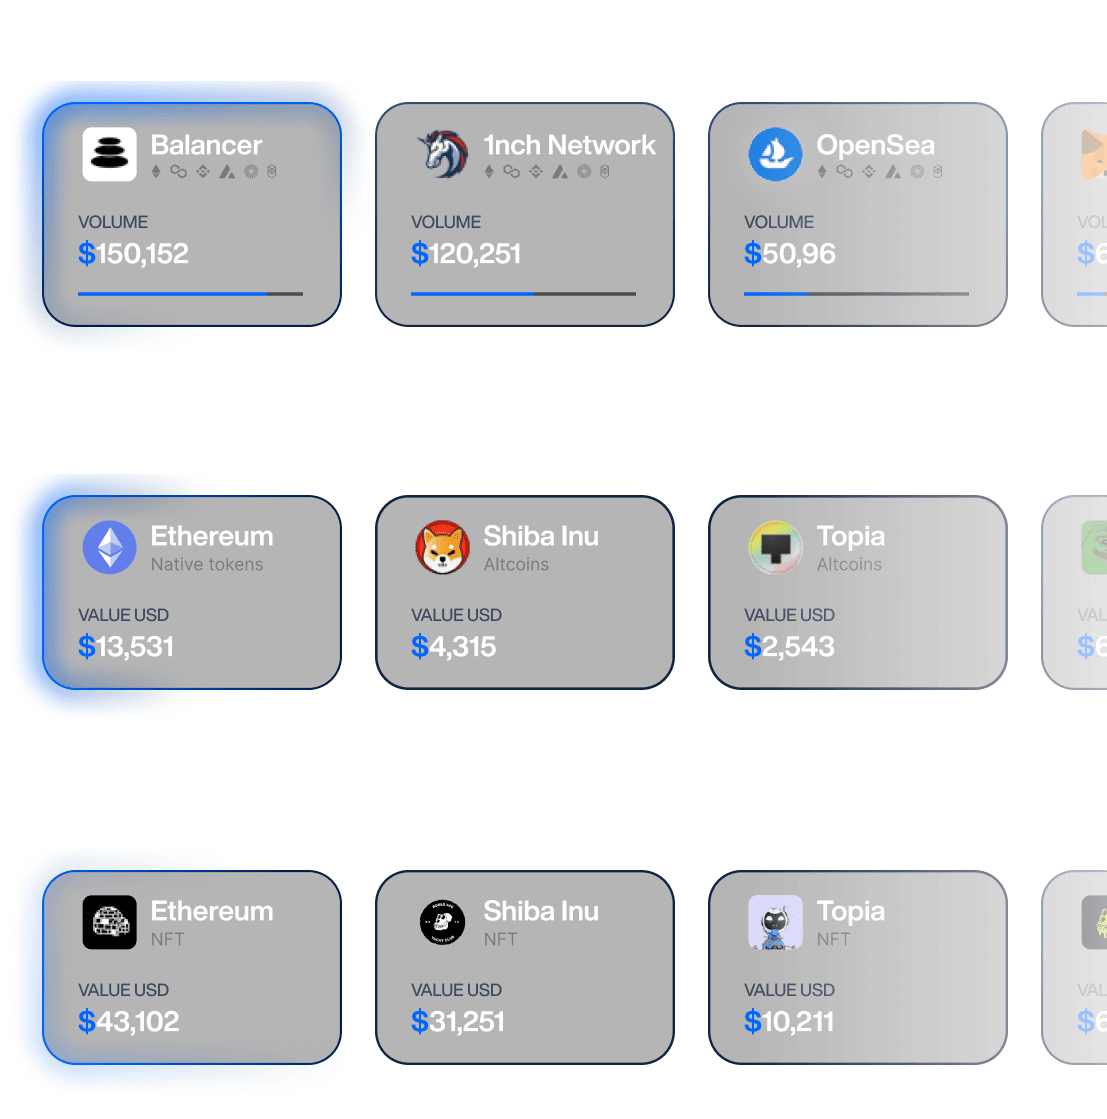 Balancer
VOLUME
$150,152
1nch Network
VOLUME
$120,251
OpenSea
VOLUME
$50,96
VOL
$6
Ethereum
Native tokens
VALUE USD
$13,531
Shiba Inu
Altcoins
VALUE USD
$4,315
Topia
Altcoins
VALUE USD
$2,543
VAL
$6
Ethereum
NFT
VALUE USD
$43,102
Shiba Inu
NFT
VALUE USD
$31,251
Topia
NFT
VALUE USD
$10,211
VAL
$6